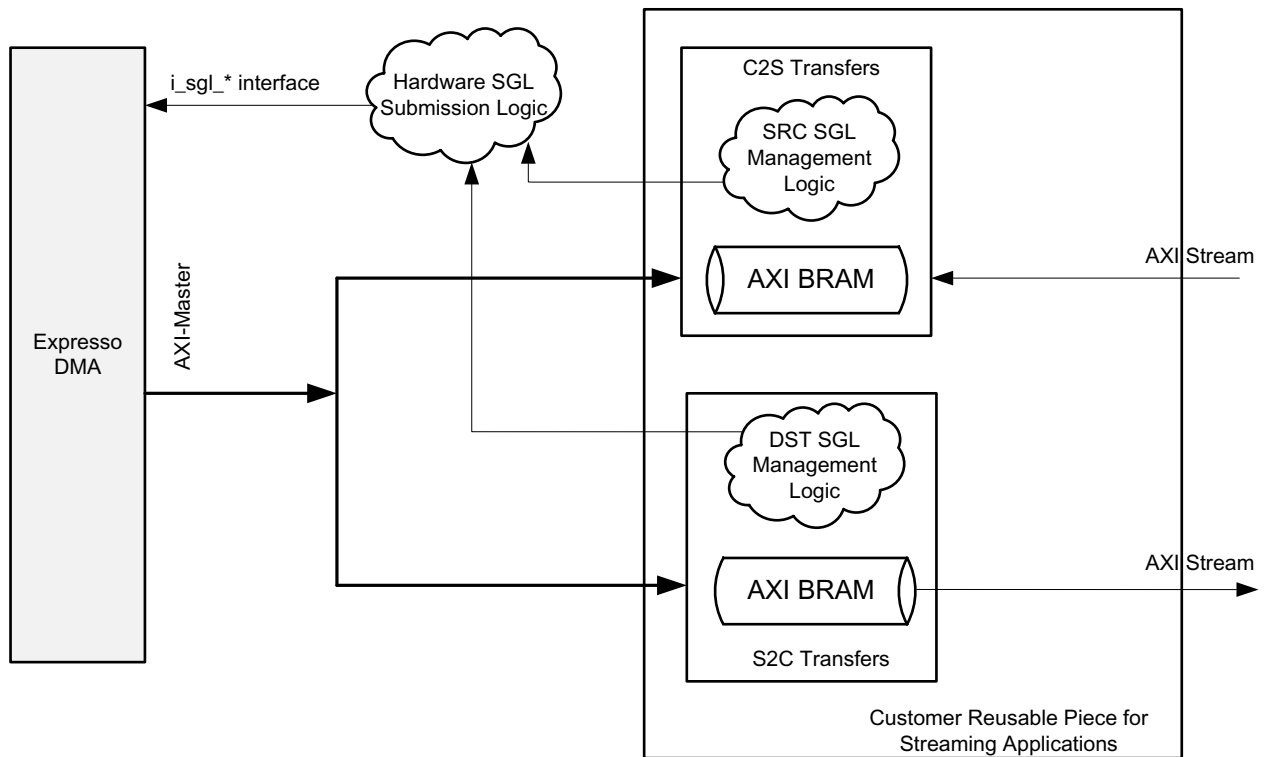 C2S Transfers
i_sgl_* interface
Hardware SGL
Submission Logic
SRC SGL
Management
Logic
AXI BRAM
AXI Stream
AXI-Master
Expresso
DMA
DST SGL
Management
Logic
AXI BRAM
AXI Stream
S2C Transfers
Customer Reusable Piece for
Streaming Applications